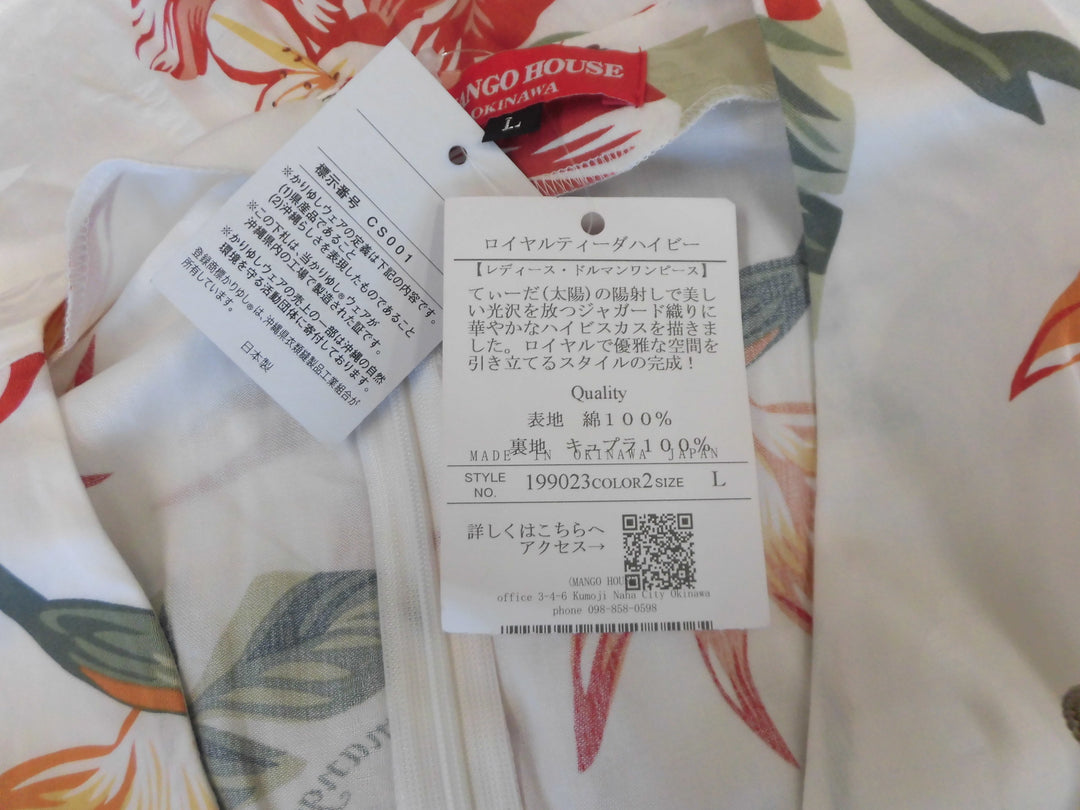 MANGO HOUSE
OKINAWA
L
標示番号 CS001
※かりゆしウェアの定義は下記の内容です。
(1)県産品であること
(2)沖縄らしさを表現したものであること
※この下札は、当かりゆし®ウェアが
沖縄県内の工場で製造された証です。
※かりゆしウェアの売上の一部は沖縄の自然
環境を守る活動団体に寄付しております。
登録商標かりゆし®は、沖縄県衣類縫製品工業組合が
所有しています。
日本製
ロイヤルティーダハイビー
【レディース・ドルマンワンピース】
てぃーだ(太陽)の陽射しで美し
い光沢を放つジャガード織りに
華やかなハイビスカスを描きま
した。ロイヤルで優雅な空間を
引き立てるスタイルの完成!
Quality
表地 綿100%
裏地 キュプラ100%
MADE IN OKINAWA JAPAN
STYLE NO. 199023 COLOR 2 SIZE L
詳しくはこちらへ
アクセス→
(MANGO HOU
office 3-4-6 Kumoji Naha City Okinawa
phone 098-858-0598